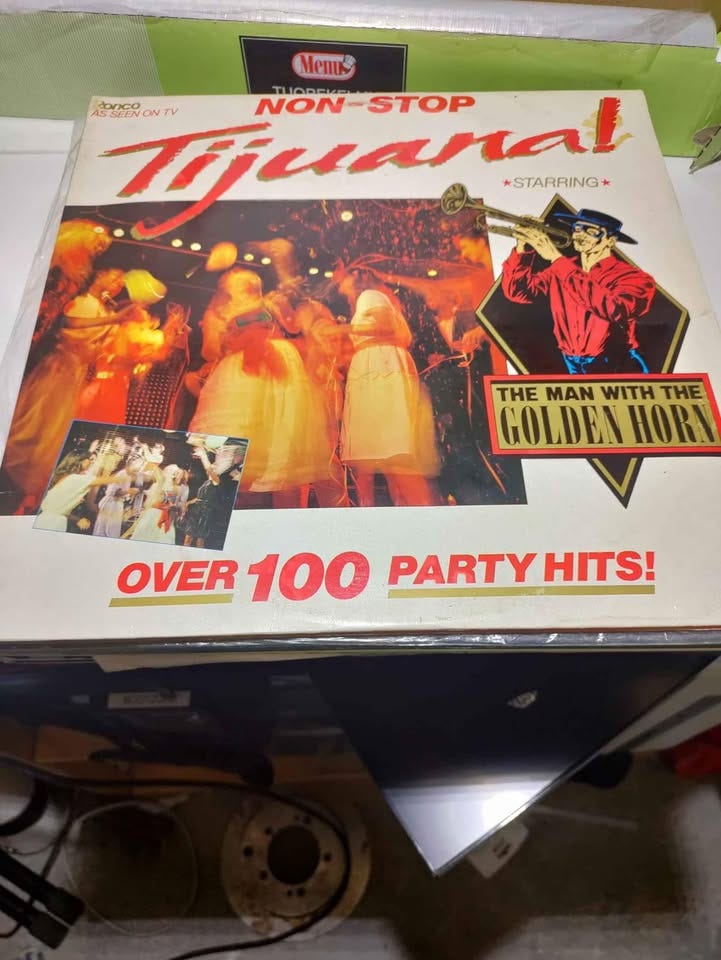 Menu
TUOREKELMU
Ronco
AS SEEN ON TV
NON-STOP
Tijuana!
★STARRING★
THE MAN WITH THE
GOLDEN HORN
OVER 100 PARTY HITS!